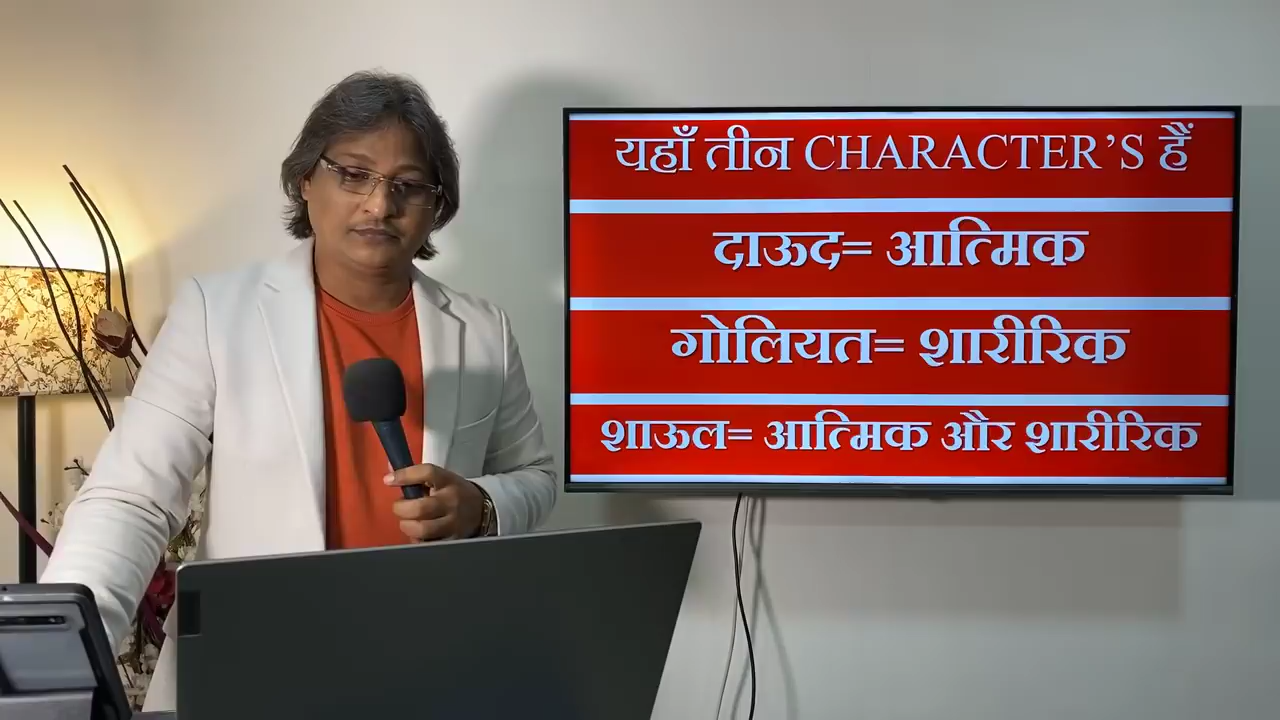 यहाँ तीन CHARACTER’S हैं
दाऊद= आत्मिक
गोलियत= शारीरिक
शाऊल= आत्मिक और शारीरिक